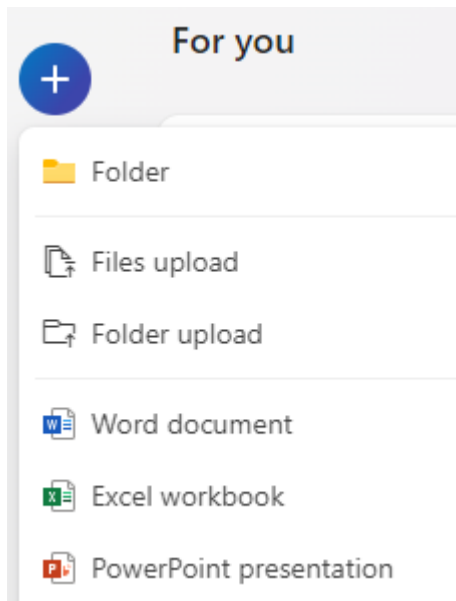 For you
Folder
Files upload
Folder upload
Word document
Excel workbook
PowerPoint presentation